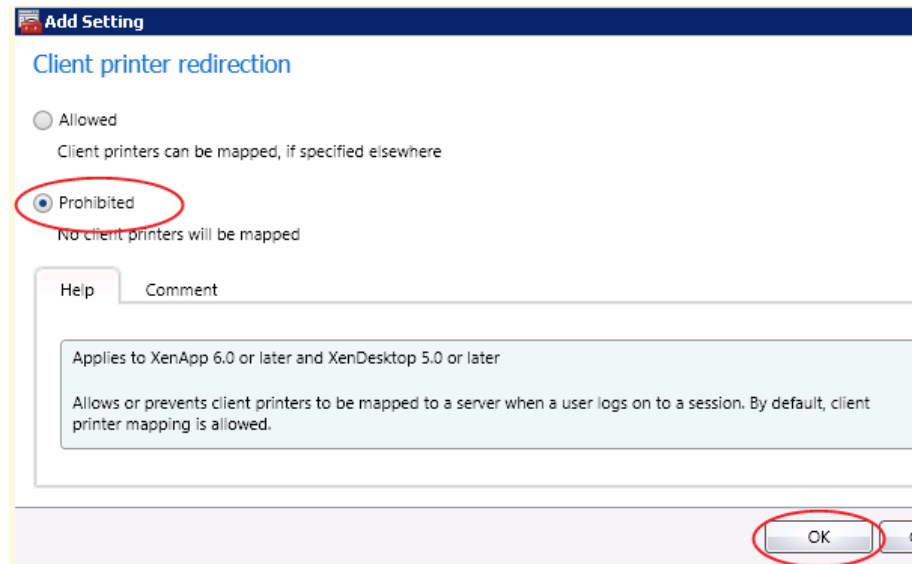 Add Setting
Client printer redirection
Allowed
Client printers can be mapped, if specified elsewhere
Prohibited
No client printers will be mapped
Help Comment
Applies to XenApp 6.0 or later and XenDesktop 5.0 or later
Allows or prevents client printers to be mapped to a server when a user logs on to a session. By default, client
printer mapping is allowed.
OK